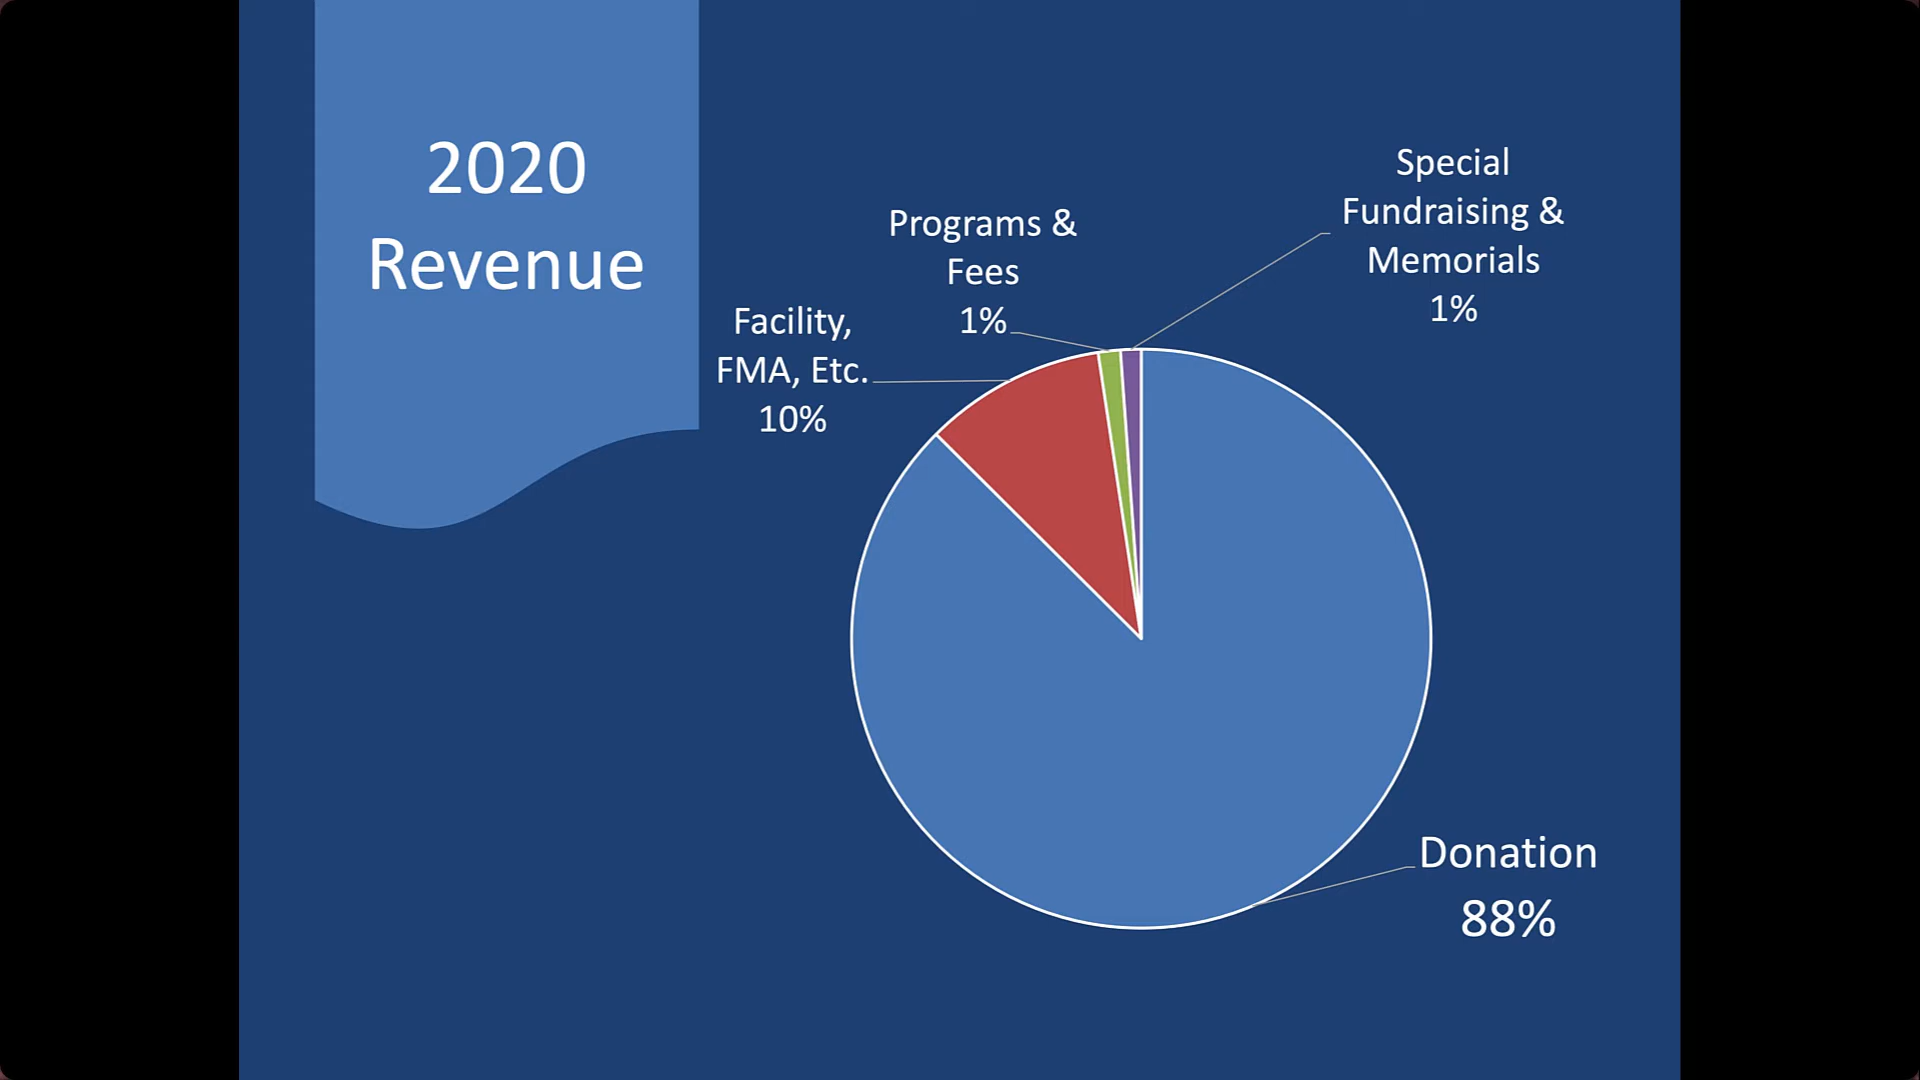 2020
Revenue
Special
Fundraising &
Memorials
1%
Programs &
Fees
1%
Facility,
FMA, Etc.
10%
Donation
88%